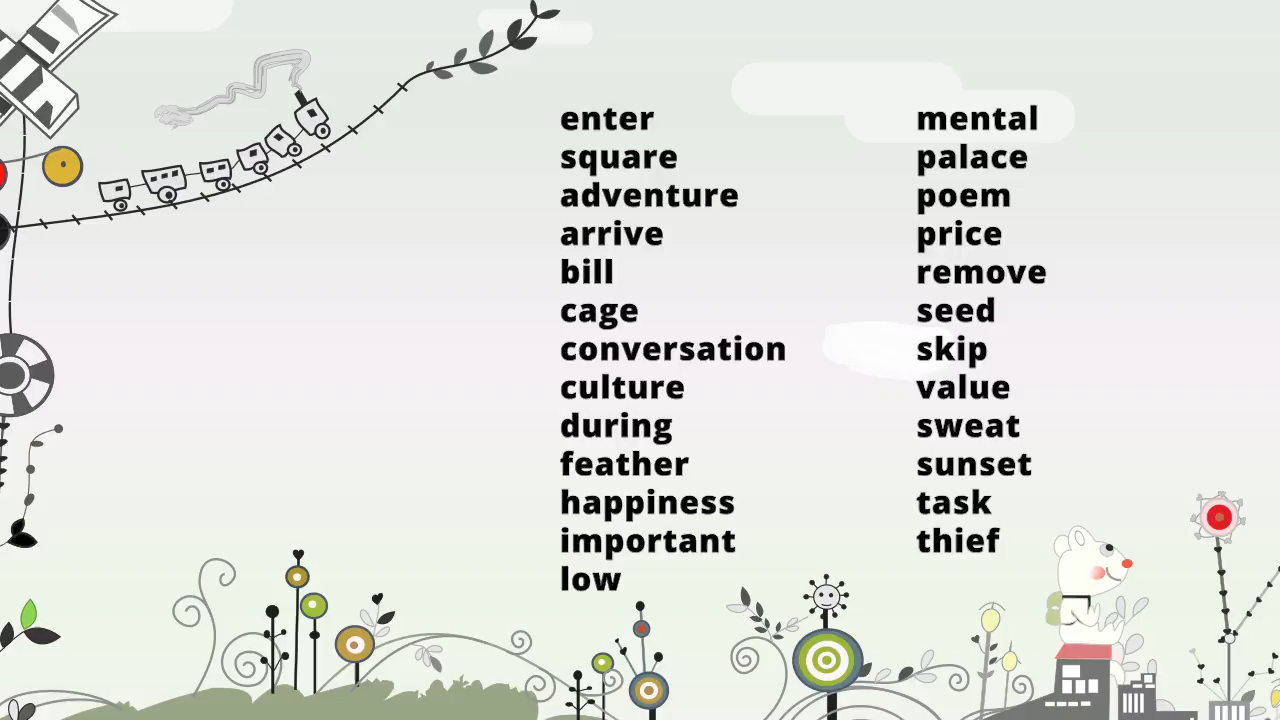 enter
square
adventure
arrive
bill
cage
conversation
culture
during
feather
happiness
important
low
mental
palace
poem
price
remove
seed
skip
value
sweat
sunset
task
thief